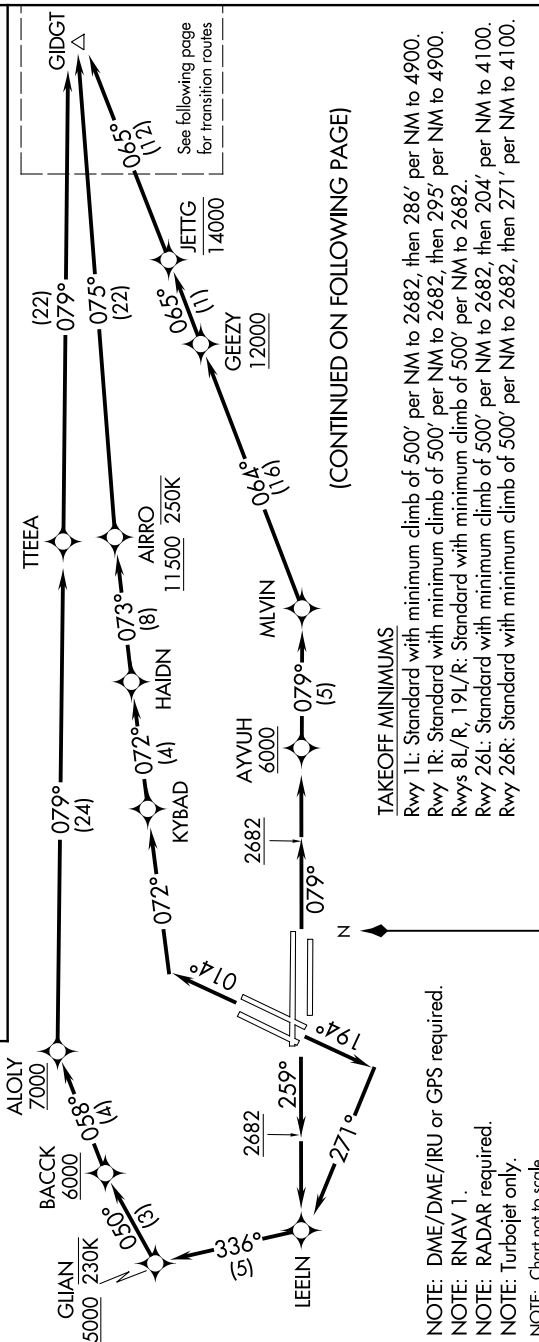 GIDGT
See following page
for transition routes
065°
(12)
(22)
079°
075°
(22)
JETTG
14000
065°
(1)
GEEZY
12000
064°
(16)
TTEEA
AIRRO
11500 250K
073°
(8)
HAIDN
072°
(4)
KYBAD
072°
MLVIN
079°
(5)
AYVUH
6000
2682
079°
079°
(24)
ALOLY
7000
058°
(4)
BACCK
6000
050°
(3)
GLIAN
5000 230K
N
336°
(5)
LEELN
2682
259°
271°
194°
014°
N
(CONTINUED ON FOLLOWING PAGE)
TAKEOFF MINIMUMS
Rwy 1L: Standard with minimum climb of 500' per NM to 2682, then 286' per NM to 4900.
Rwy 1R: Standard with minimum climb of 500' per NM to 2682, then 295' per NM to 4900.
Rwys 8L/R, 19L/R: Standard with minimum climb of 500' per NM to 2682.
Rwy 26L: Standard with minimum climb of 500' per NM to 2682, then 204' per NM to 4100.
Rwy 26R: Standard with minimum climb of 500' per NM to 2682, then 271' per NM to 4100.
NOTE: DME/DME/IRU or GPS required.
NOTE: RNAV 1.
NOTE: RADAR required.
NOTE: Turbojet only.
NOTE: Chart not to scale